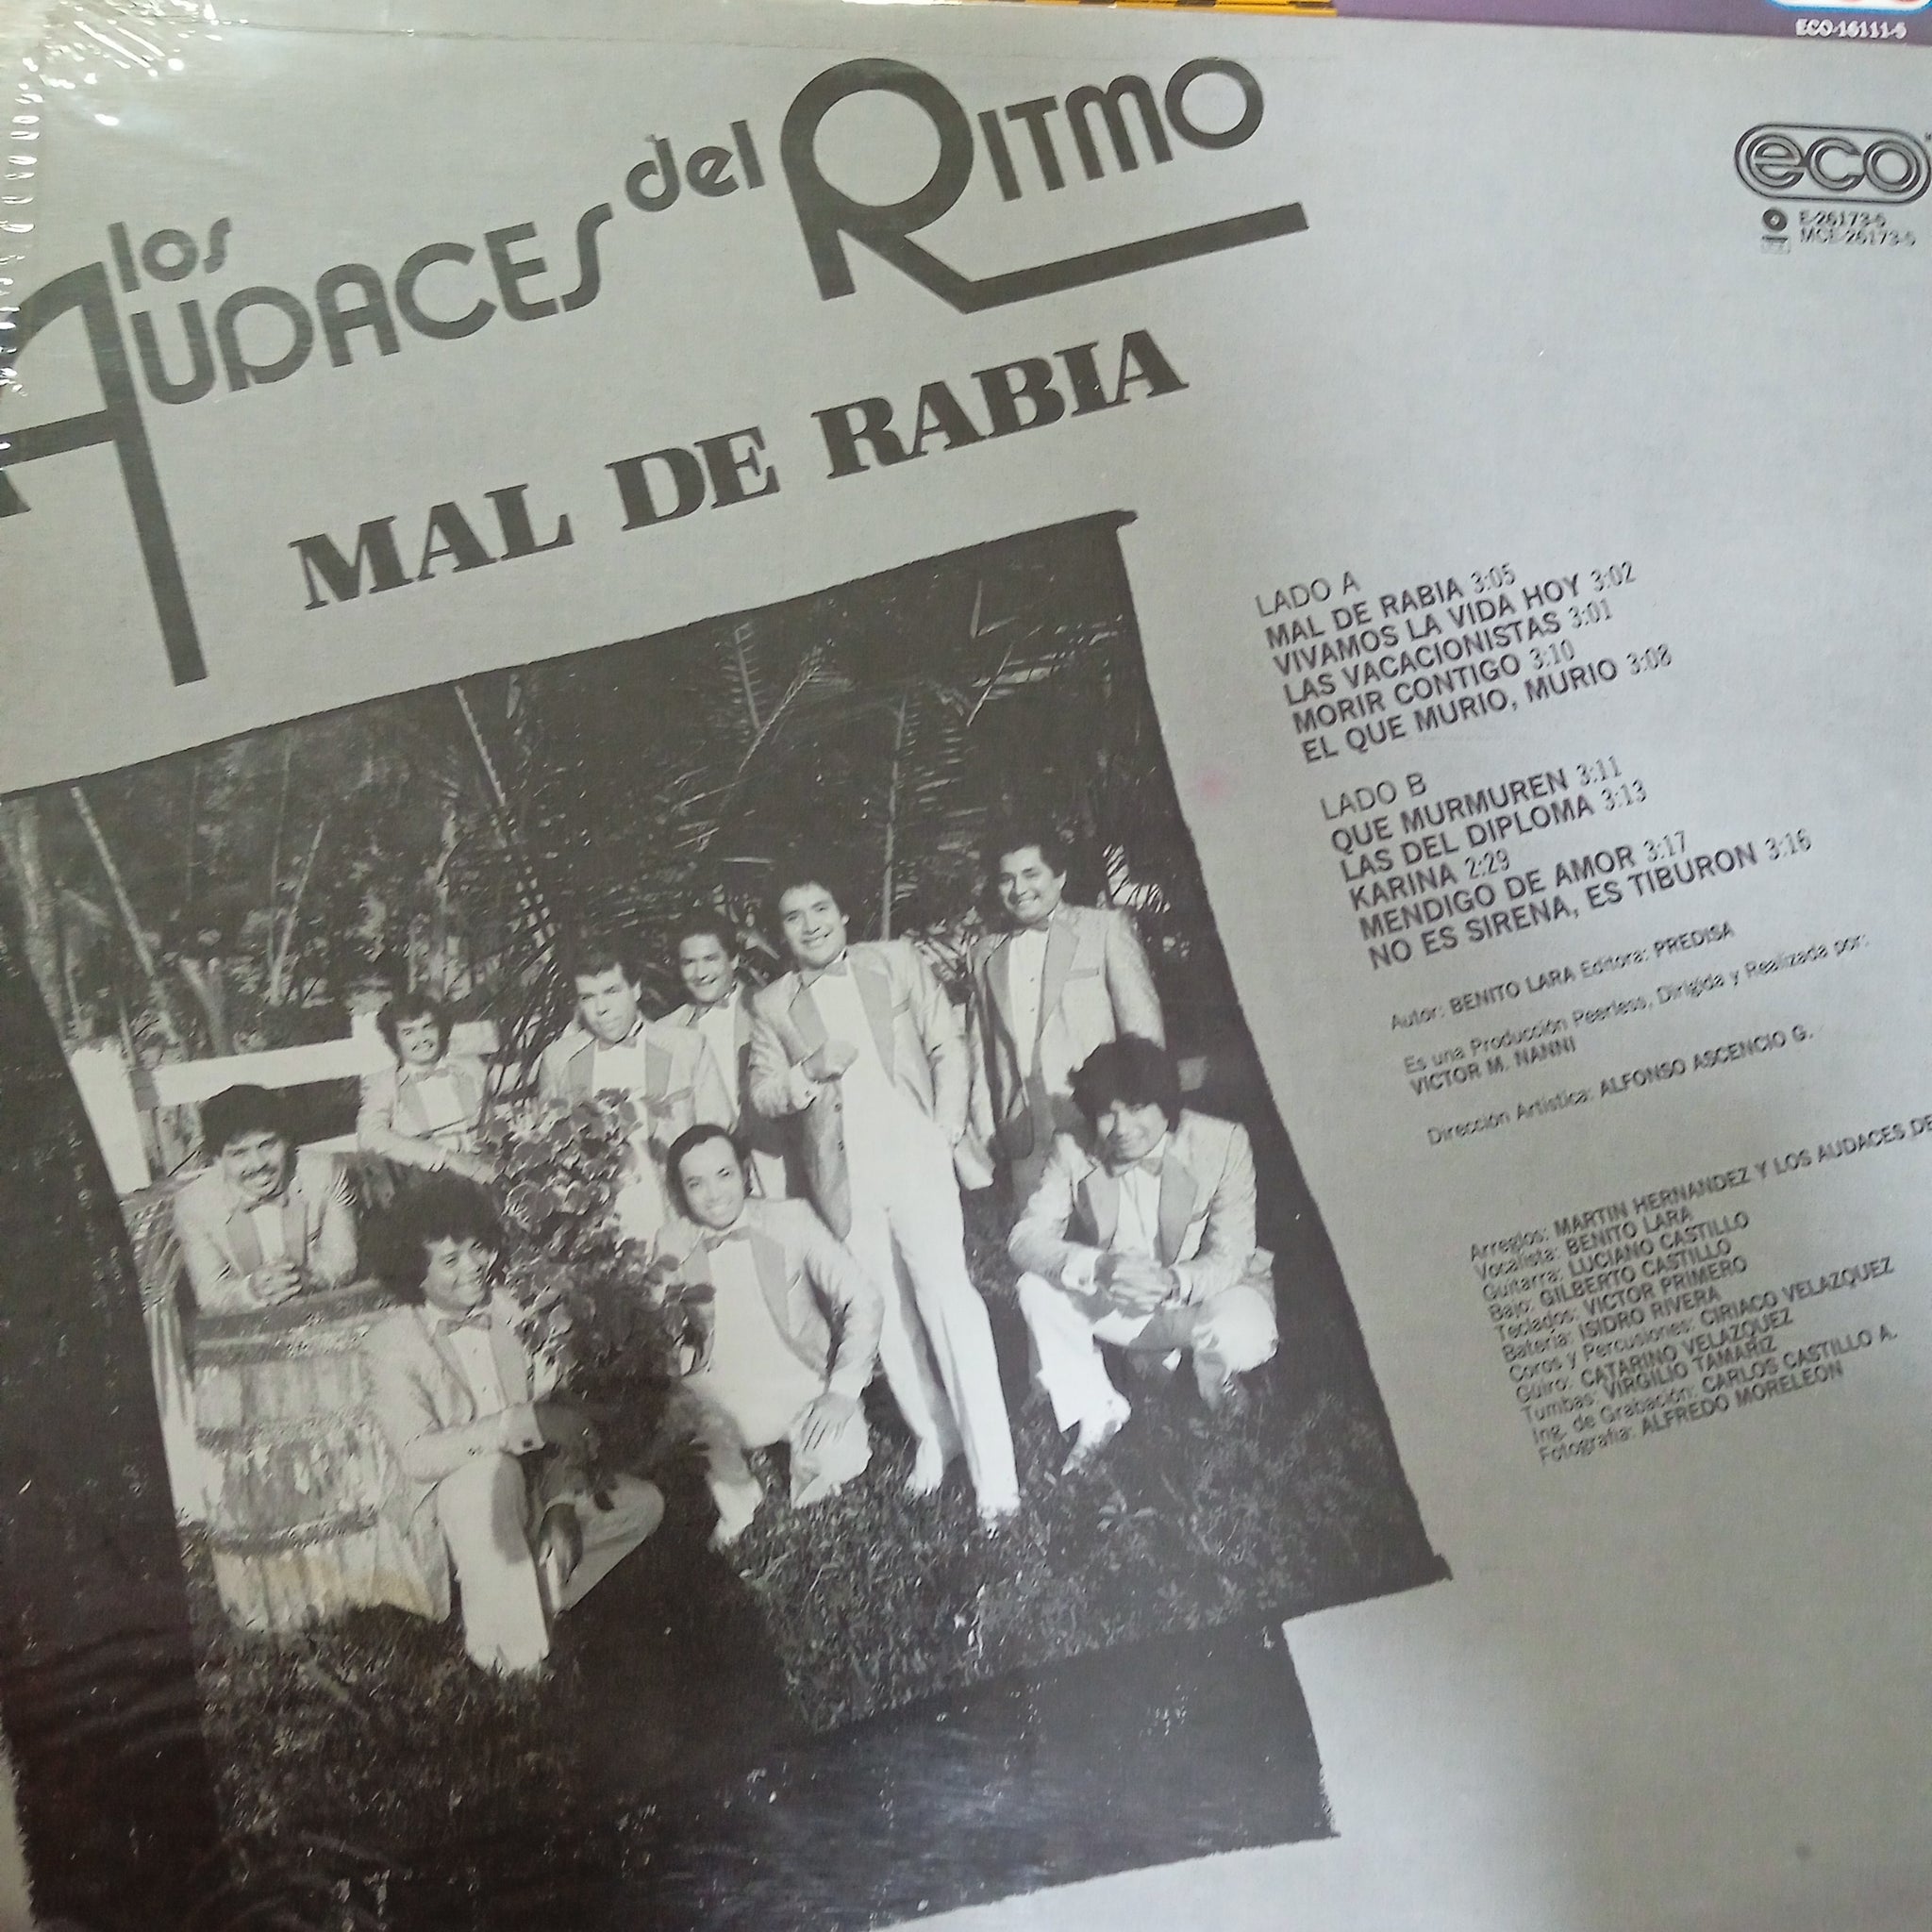 ECO-16111-5
los
AUDACES del RITMO
MAL DE RABIA
eco
E-26173-5
MCE-26173-5
LADO A
MAL DE RABIA 3:05
VIVAMOS LA VIDA HOY 3:02
LAS VACACIONISTAS 3:01
MORIR CONTIGO 3:10
EL QUE MURIO, MURIO 3:08
LADO B
QUE MURMUREN 3:11
LAS DEL DIPLOMA 3:13
KARINA 2:29
MENDIGO DE AMOR 3:17
NO ES SIRENA, ES TIBURON 3:16
Autor: BENITO LARA Editora: PREDISA
Es una Producción Peerless, Dirigida y Realizada por:
VICTOR M. NANNI
Dirección Artística: ALFONSO ASCENCIO G.
Arreglos: MARTIN HERNANDEZ Y LOS AUDACES DE
Vocalista: BENITO LARA
Guitarra: LUCIANO CASTILLO
Bajo: GILBERTO CASTILLO
Teclados: VICTOR PRIMERO
Batería: ISIDRO RIVERA
Coros y Percusiones: CIRIACO VELAZQUEZ
Güiro: CATARINO VELAZQUEZ
Tumbas: VIRGILIO TAMARIZ
Ing. de Grabación: CARLOS CASTILLO A.
Fotografía: ALFREDO MORELEON